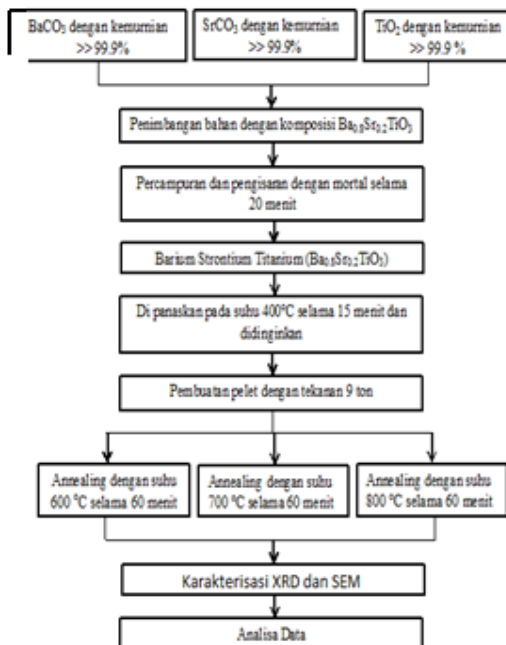 BaCO₃ dengan kemurnian
>> 99.9%
SrCO₃ dengan kemurnian
>> 99.9%
TiO₂ dengan kemurnian
>> 99.9 %
Penimbangan bahan dengan komposisi Ba₀.₈Sr₀.₂TiO₃
Percampuran dan pengisaran dengan mortal selama
20 menit
Barium Strontium Titanium (Ba₀.₈Sr₀.₂TiO₃)
Di panaskan pada suhu 400°C selama 15 menit dan
didinginkan
Pembuatan pelet dengan tekanan 9 ton
Annealing dengan suhu
600 °C selama 60 menit
Annealing dengan suhu
700 °C selama 60 menit
Annealing dengan suhu
800 °C selama 60 menit
Karakterisasi XRD dan SEM
Analisa Data